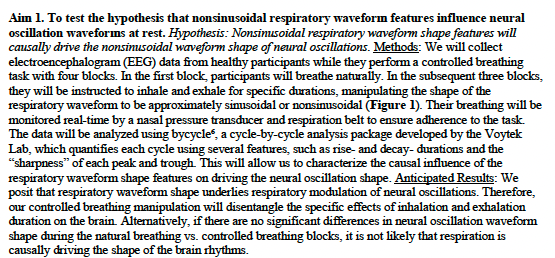 Aim 1. To test the hypothesis that nonsinusoidal respiratory waveform features influence neural
oscillation waveforms at rest. Hypothesis: Nonsinusoidal respiratory waveform shape features will
causally drive the nonsinusoidal waveform shape of neural oscillations. Methods: We will collect
electroencephalogram (EEG) data from healthy participants while they perform a controlled breathing
task with four blocks. In the first block, participants will breathe naturally. In the subsequent three blocks,
they will be instructed to inhale and exhale for specific durations, manipulating the shape of the
respiratory waveform to be approximately sinusoidal or nonsinusoidal (Figure 1). Their breathing will be
monitored real-time by a nasal pressure transducer and respiration belt to ensure adherence to the task.
The data will be analyzed using bycycle⁶, a cycle-by-cycle analysis package developed by the Voytek
Lab, which quantifies each cycle using several features, such as rise- and decay- durations and the
“sharpness” of each peak and trough. This will allow us to characterize the causal influence of the
respiratory waveform shape features on driving the neural oscillation shape. Anticipated Results: We
posit that respiratory waveform shape underlies respiratory modulation of neural oscillations. Therefore,
our controlled breathing manipulation will disentangle the specific effects of inhalation and exhalation
duration on the brain. Alternatively, if there are no significant differences in neural oscillation waveform
shape during the natural breathing vs. controlled breathing blocks, it is not likely that respiration is
causally driving the shape of the brain rhythms.